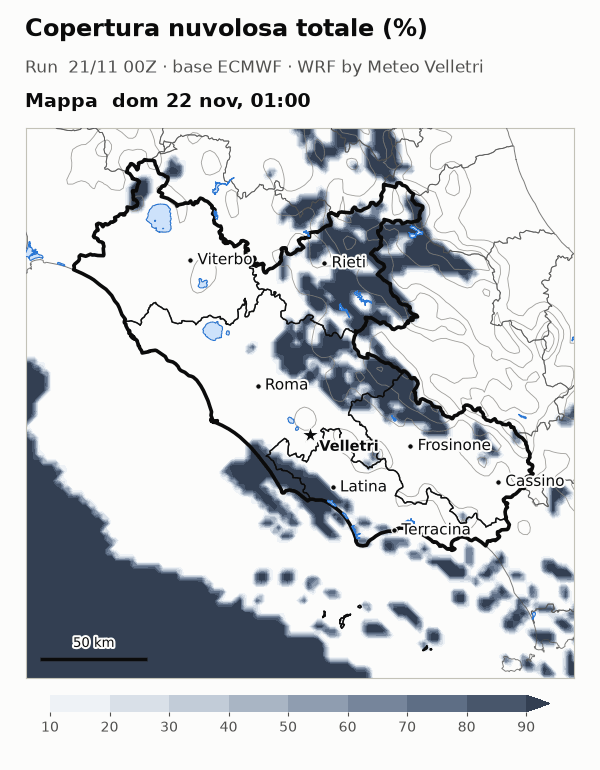 Copertura nuvolosa totale (%)
Run 21/11 00Z · base ECMWF · WRF by Meteo Velletri
Mappa dom 22 nov, 01:00
Viterbo
Rieti
Roma
Velletri
Frosinone
Cassino
Latina
Terracina
50 km
10 20 30 40 50 60 70 80 90